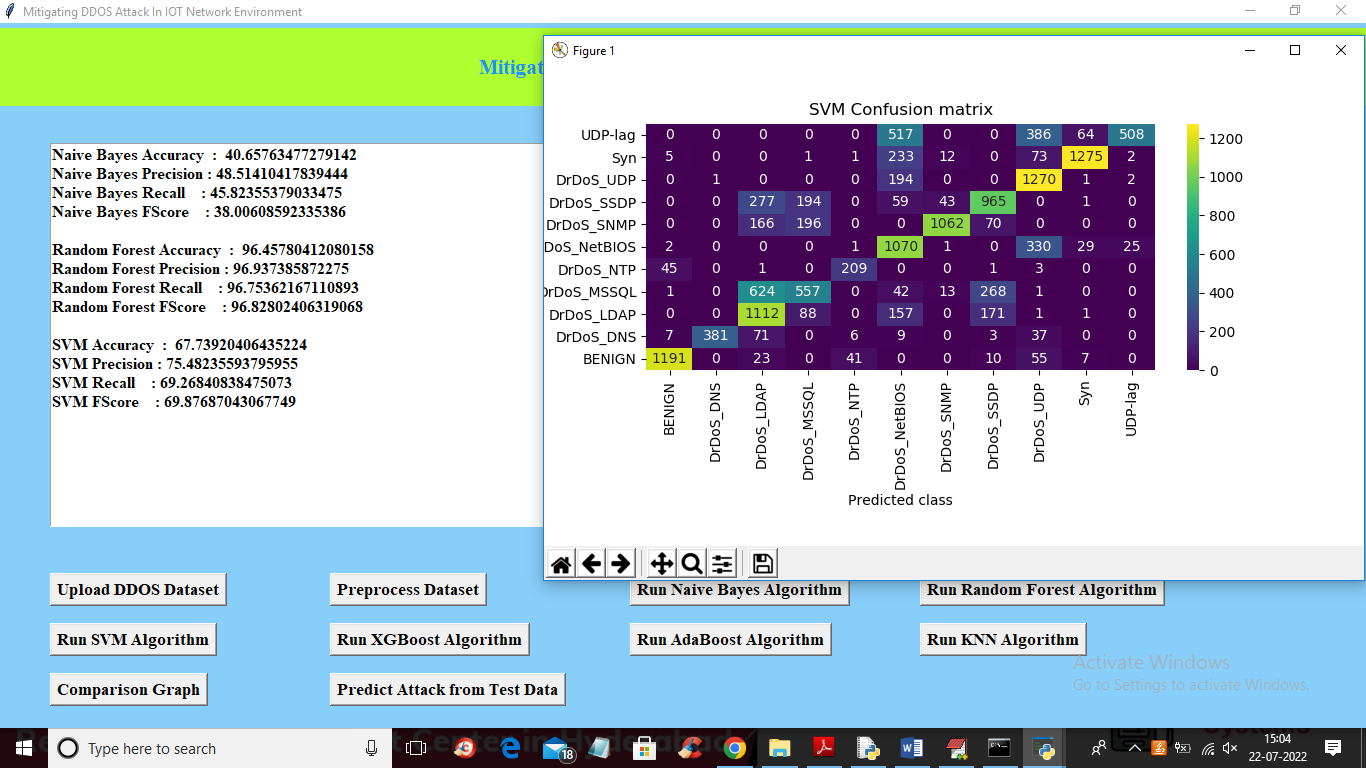 Mitigating DDOS Attack In IOT Network Environment
Mitigat
Naive Bayes Accuracy : 40.65763477279142
Naive Bayes Precision : 48.51410417839444
Naive Bayes Recall : 45.82355379033475
Naive Bayes FScore : 38.00608592335386
Random Forest Accuracy : 96.45780412080158
Random Forest Precision : 96.937385872275
Random Forest Recall : 96.75362167110893
Random Forest FScore : 96.82802406319068
SVM Accuracy : 67.73920406435224
SVM Precision : 75.48235593795955
SVM Recall : 69.26840838475073
SVM FScore : 69.87687043067749
Figure 1
SVM Confusion matrix
UDP-lag 0 0 0 0 0 517 0 0 386 64 508
Syn 5 0 0 1 1 233 12 0 73 1275 2
DrDoS_UDP 0 1 0 0 0 194 0 0 1270 1 2
DrDoS_SSDP 0 0 277 194 0 59 43 965 0 1 0
DrDoS_SNMP 0 0 166 196 0 0 1062 70 0 0 0
DoS_NetBIOS 2 0 0 0 1 1070 1 0 330 29 25
DrDoS_NTP 45 0 1 0 209 0 0 1 3 0 0
DrDoS_MSSQL 1 0 624 557 0 42 13 268 1 0 0
DrDoS_LDAP 0 0 1112 88 0 157 0 171 1 1 0
DrDoS_DNS 7 381 71 0 6 9 0 3 37 0 0
BENIGN 1191 0 23 0 41 0 0 10 55 7 0
BENIGN DrDoS_DNS DrDoS_LDAP DrDoS_MSSQL DrDoS_NTP DrDoS_NetBIOS DrDoS_SNMP DrDoS_SSDP DrDoS_UDP Syn UDP-lag
Predicted class
1200
1000
800
600
400
200
0
Upload DDOS Dataset Preprocess Dataset Run Naive Bayes Algorithm Run Random Forest Algorithm
Run SVM Algorithm Run XGBoost Algorithm Run AdaBoost Algorithm Run KNN Algorithm
Comparison Graph Predict Attack from Test Data
Activate Windows
Go to Settings to activate Windows.
Type here to search
18
15:04
22-07-2022